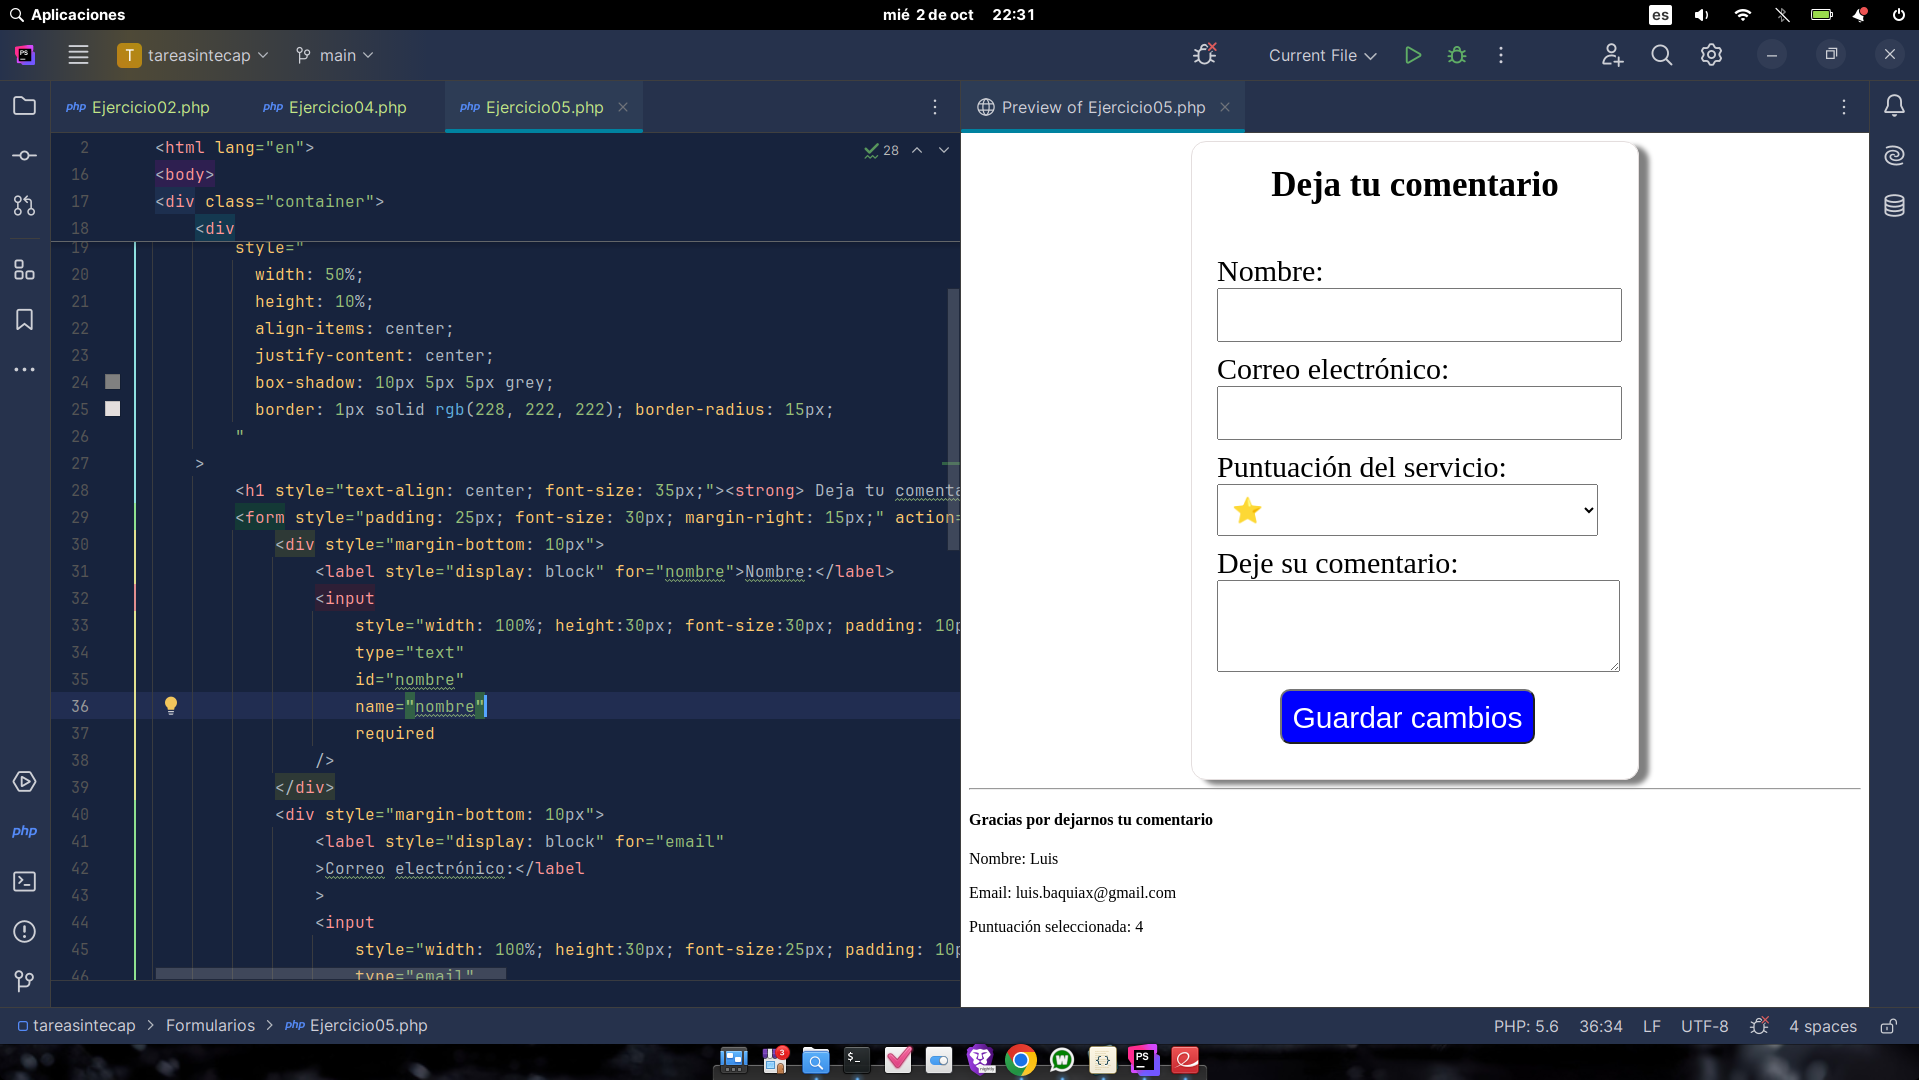 Aplicaciones
mié 2 de oct 22:31
es
PS
T tareasintecap
main
Current File
php Ejercicio02.php
php Ejercicio04.php
php Ejercicio05.php
Preview of Ejercicio05.php
28
2 <html lang="en">
16 <body>
17 <div class="container">
18 <div
19 style="
20 width: 50%;
21 height: 10%;
22 align-items: center;
23 justify-content: center;
24 box-shadow: 10px 5px 5px grey;
25 border: 1px solid rgb(228, 222, 222); border-radius: 15px;
26 "
27 >
28 <h1 style="text-align: center; font-size: 35px;"><strong> Deja tu comenta
29 <form style="padding: 25px; font-size: 30px; margin-right: 15px;" action=
30 <div style="margin-bottom: 10px">
31 <label style="display: block" for="nombre">Nombre:</label>
32 <input
33 style="width: 100%; height:30px; font-size:30px; padding: 10p
34 type="text"
35 id="nombre"
36 name="nombre"
37 required
38 />
39 </div>
40 <div style="margin-bottom: 10px">
41 <label style="display: block" for="email"
42 >Correo electrónico:</label
43 >
44 <input
45 style="width: 100%; height:30px; font-size:25px; padding: 10p
46 type="email"
Deja tu comentario
Nombre:
Correo electrónico:
Puntuación del servicio:
Deje su comentario:
Guardar cambios
Gracias por dejarnos tu comentario
Nombre: Luis
Email: luis.baquiax@gmail.com
Puntuación seleccionada: 4
php
tareasintecap > Formularios > php Ejercicio05.php
PHP: 5.6 36:34 LF UTF-8 4 spaces
3
PS